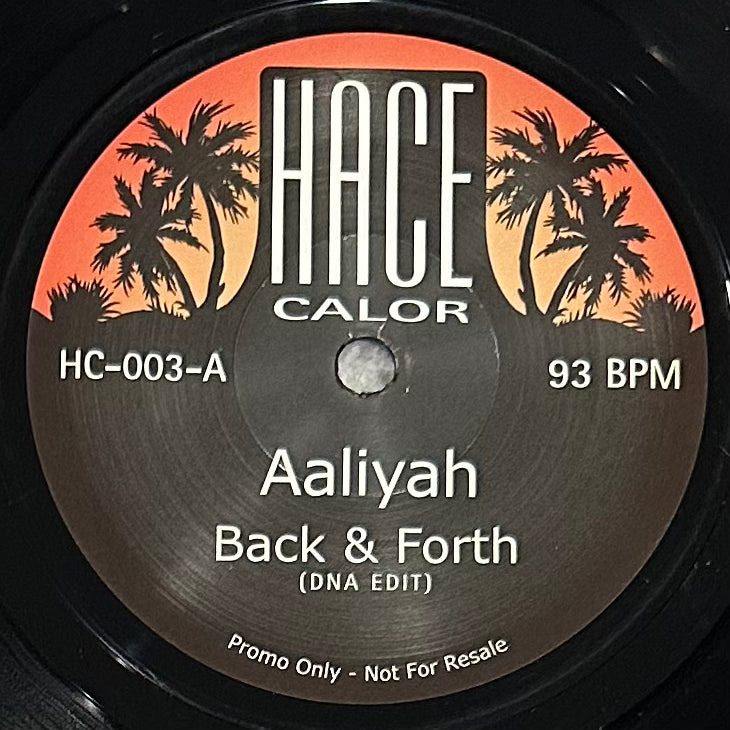 HACE
CALOR
HC-003-A
93 BPM
Aaliyah
Back & Forth
(DNA EDIT)
Promo Only - Not For Resale